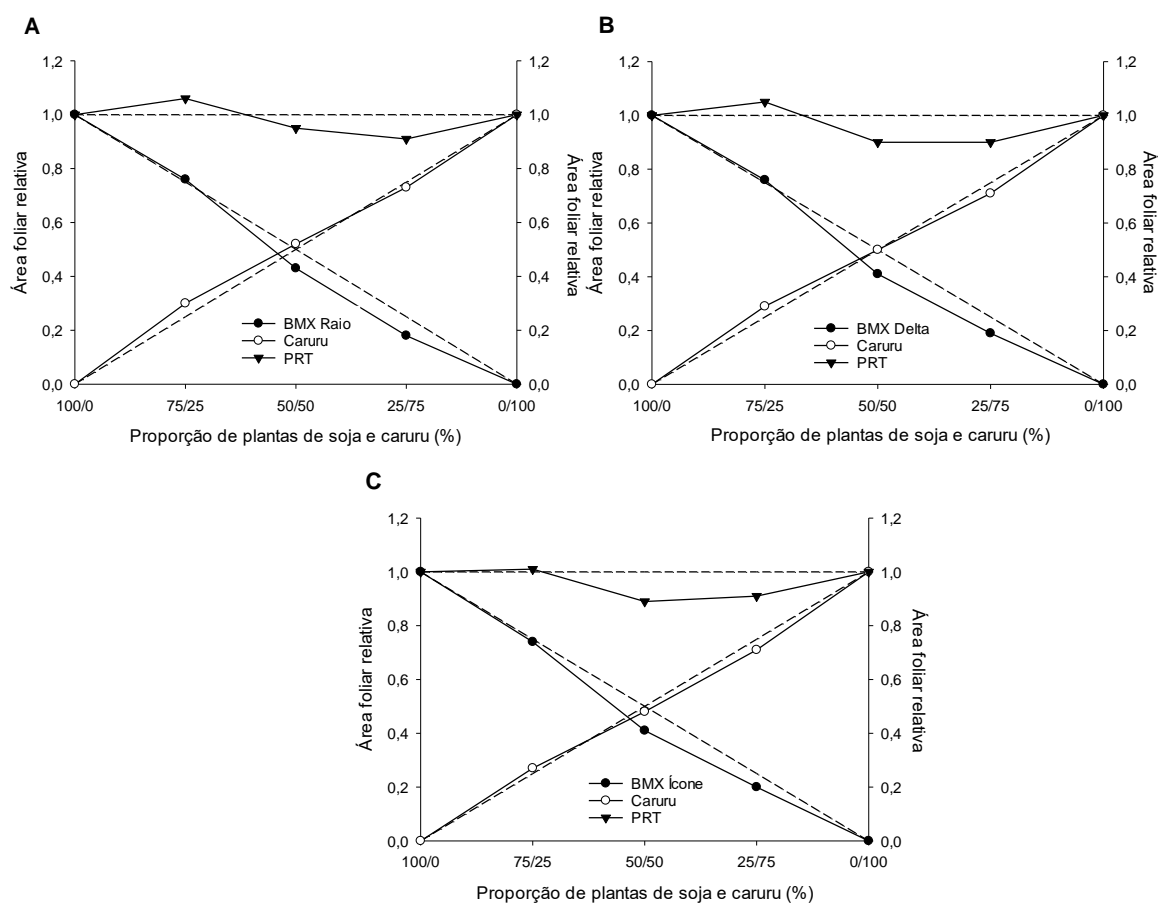 A
1,2
1,0
0,8
0,6
0,4
0,2
0,0
Área foliar relativa
1,2
1,0
0,8
0,6
0,4
0,2
0,0
Área foliar relativa
BMX Raio
Caruru
PRT
100/0 75/25 50/50 25/75 0/100
Proporção de plantas de soja e caruru (%)
B
1,2
1,0
0,8
0,6
0,4
0,2
0,0
Área foliar relativa
1,2
1,0
0,8
0,6
0,4
0,2
0,0
Área foliar relativa
BMX Delta
Caruru
PRT
100/0 75/25 50/50 25/75 0/100
Proporção de plantas de soja e caruru (%)
C
1,2
1,0
0,8
0,6
0,4
0,2
0,0
Área foliar relativa
1,2
1,0
0,8
0,6
0,4
0,2
0,0
Área foliar relativa
BMX Ícone
Caruru
PRT
100/0 75/25 50/50 25/75 0/100
Proporção de plantas de soja e caruru (%)